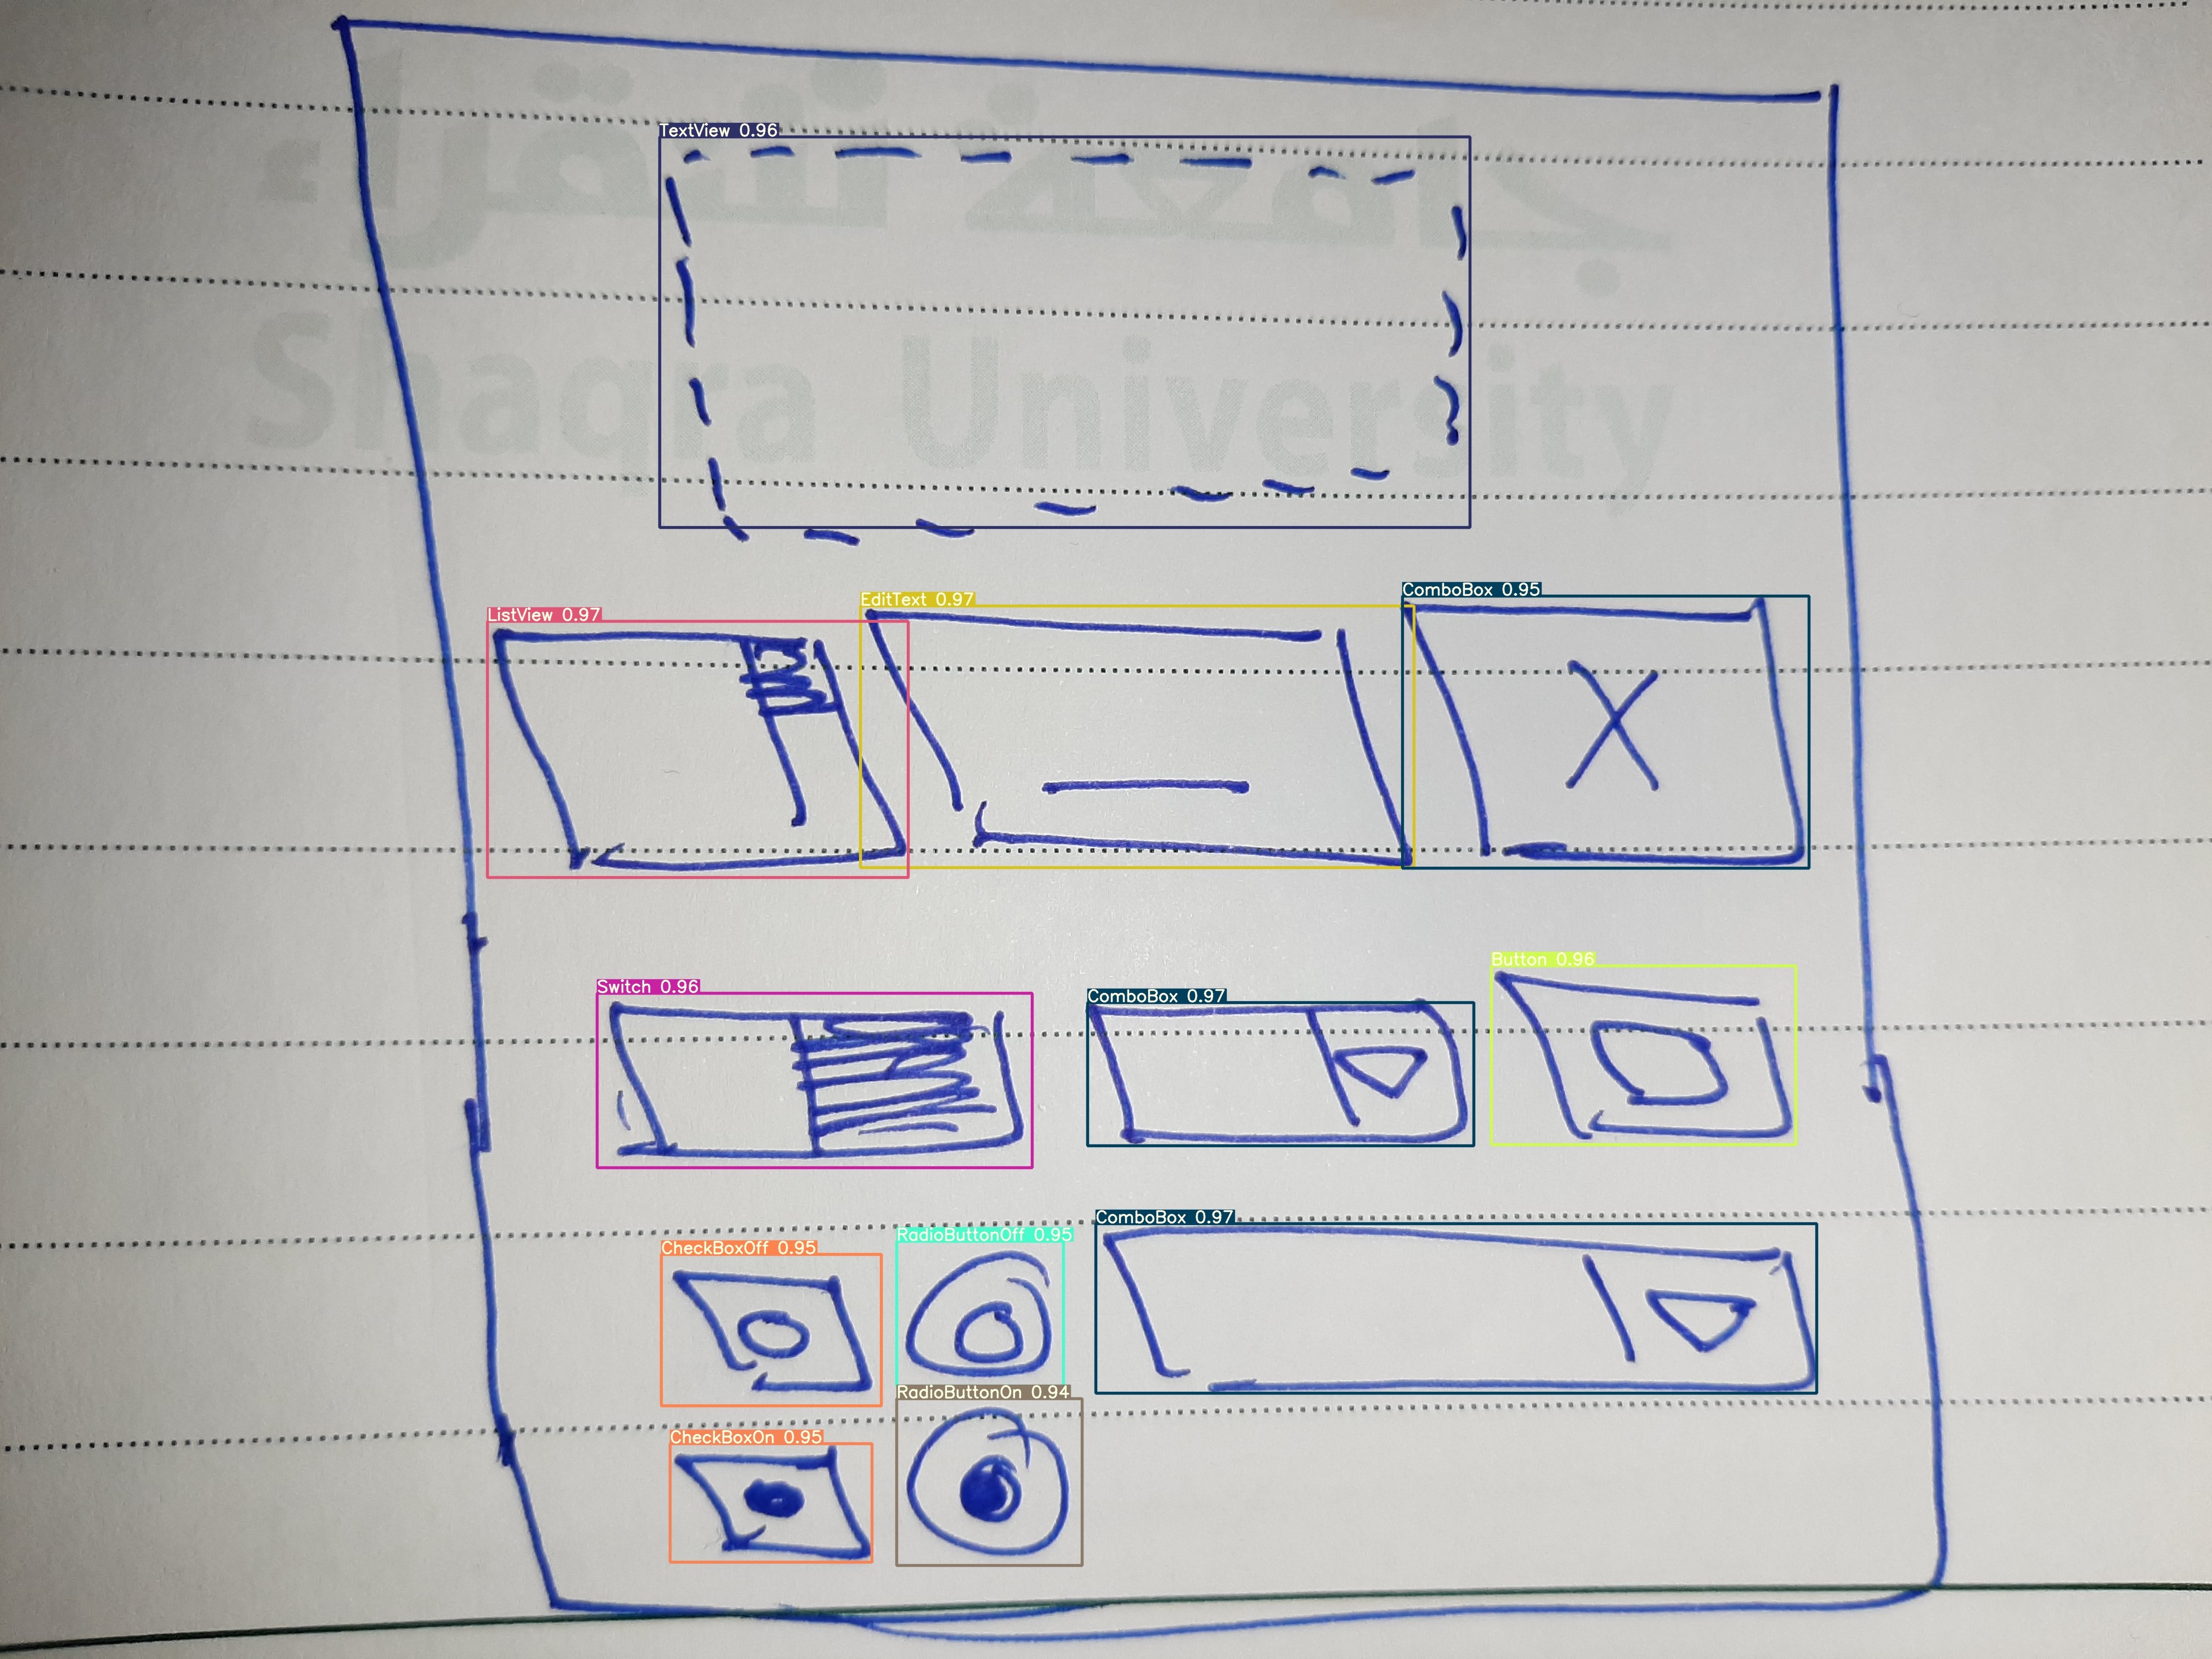 جامعة شقراء
Shaqra University
TextView 0.96
ListView 0.97
EditText 0.97
ComboBox 0.95
Switch 0.96
ComboBox 0.97
Button 0.96
CheckBoxOff 0.95
RadioButtonOff 0.95
ComboBox 0.97
CheckBoxOn 0.95
RadioButtonOn 0.94